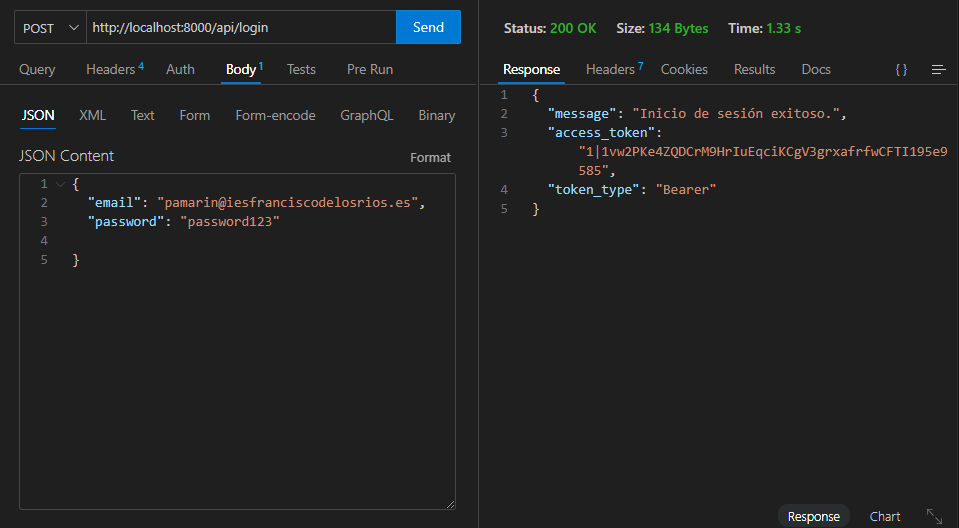 POST http://localhost:8000/api/login Send
Query Headers 4 Auth Body 1 Tests Pre Run
JSON XML Text Form Form-encode GraphQL Binary
JSON Content Format
1 {
2 "email": "pamarin@iesfranciscodelosrios.es",
3 "password": "password123"
4
5 }
Status: 200 OK Size: 134 Bytes Time: 1.33 s
Response Headers 7 Cookies Results Docs { }
1 {
2 "message": "Inicio de sesión exitoso.",
3 "access_token":
"1|1vw2PKe4ZQDCrM9HrIuEqciKCgV3grxafrfwCFTI195e9
585",
4 "token_type": "Bearer"
5 }
Response Chart